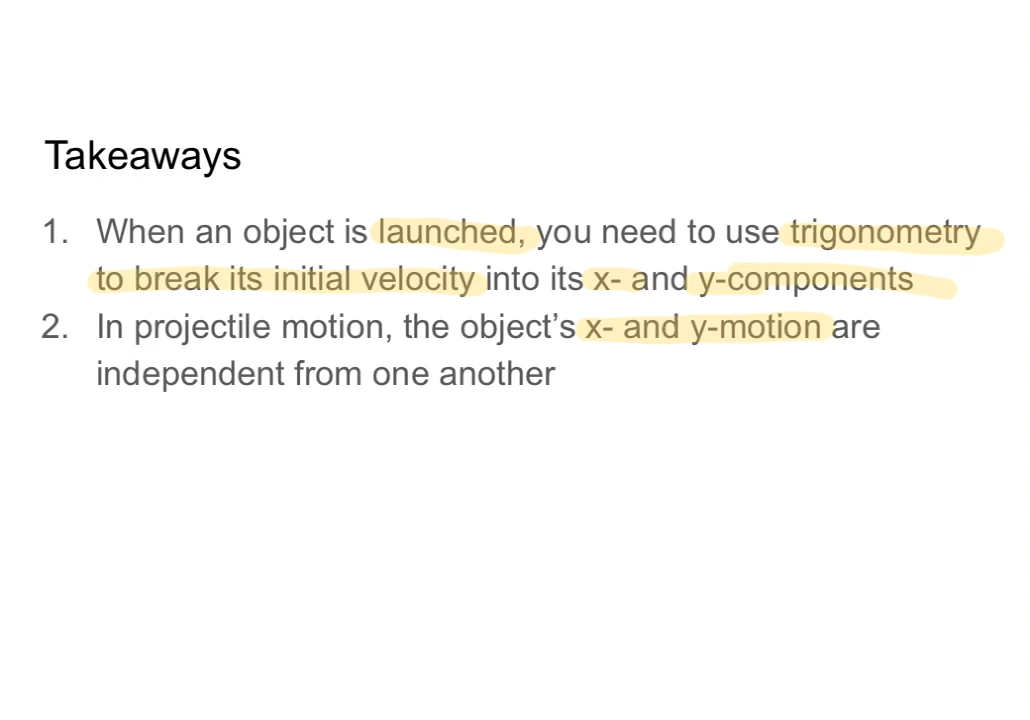 Takeaways
1. When an object is launched, you need to use trigonometry
to break its initial velocity into its x- and y-components
2. In projectile motion, the object’s x- and y-motion are
independent from one another